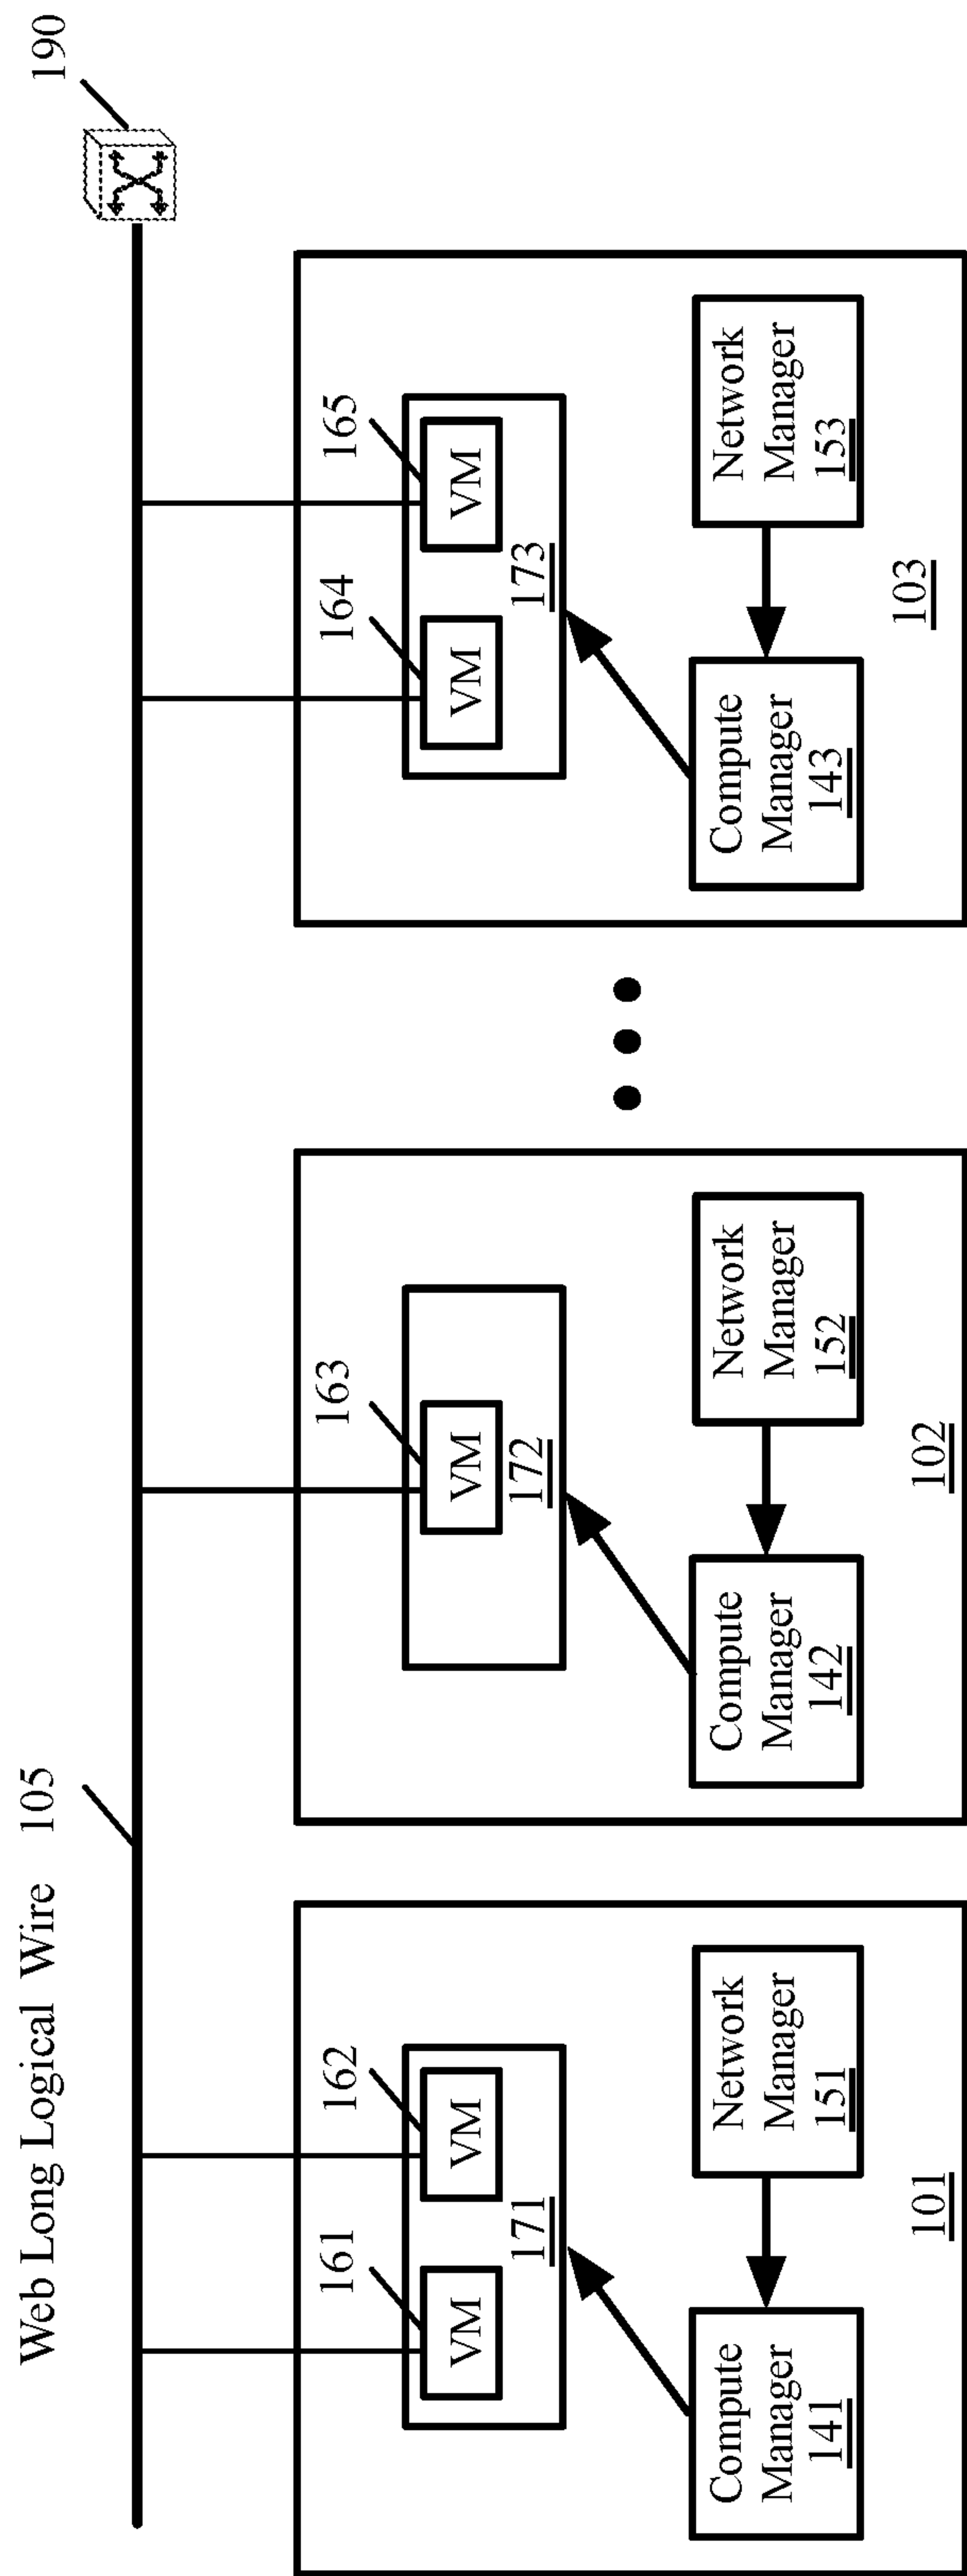 Web Long Logical Wire 105
190
161
162
VM
VM
171
Compute
Manager
141
Network
Manager
151
101
163
VM
172
Compute
Manager
142
Network
Manager
152
102
164
165
VM
VM
173
Compute
Manager
143
Network
Manager
153
103